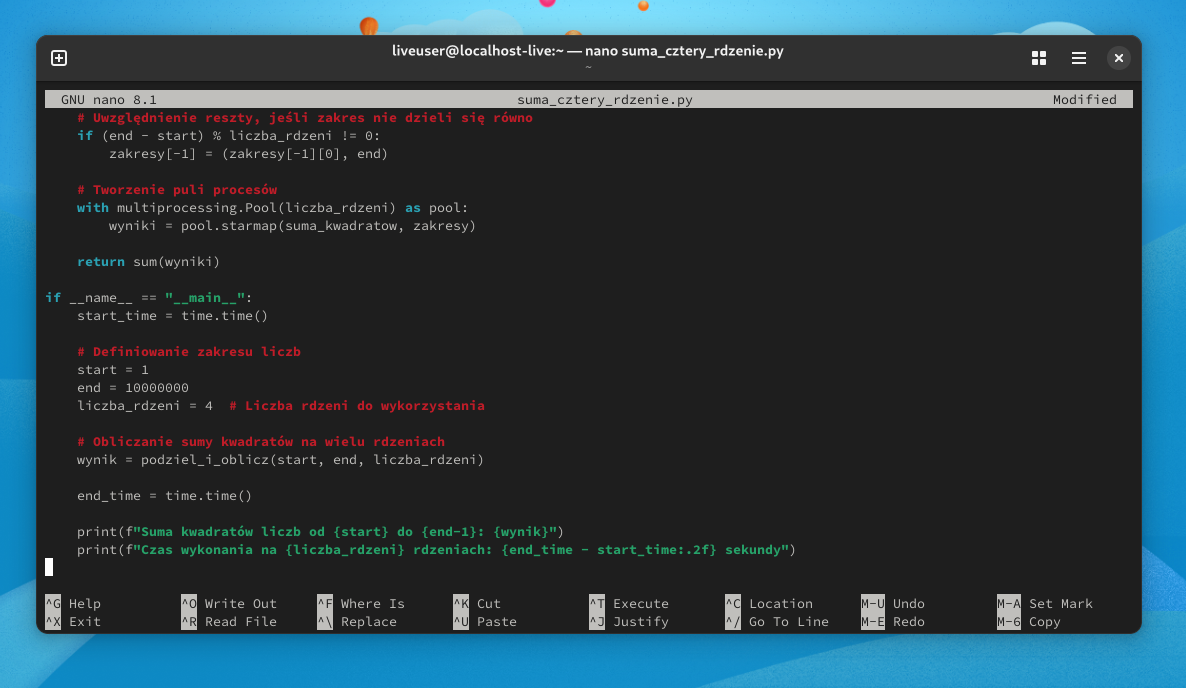 liveuser@localhost-live:~ — nano suma_cztery_rdzenie.py
~
GNU nano 8.1 suma_cztery_rdzenie.py Modified
# Uwzględnienie reszty, jeśli zakres nie dzieli się równo
if (end - start) % liczba_rdzeni != 0:
zakresy[-1] = (zakresy[-1][0], end)
# Tworzenie puli procesów
with multiprocessing.Pool(liczba_rdzeni) as pool:
wyniki = pool.starmap(suma_kwadratow, zakresy)
return sum(wyniki)
if __name__ == "__main__":
start_time = time.time()
# Definiowanie zakresu liczb
start = 1
end = 10000000
liczba_rdzeni = 4  # Liczba rdzeni do wykorzystania
# Obliczanie sumy kwadratów na wielu rdzeniach
wynik = podziel_i_oblicz(start, end, liczba_rdzeni)
end_time = time.time()
print(f"Suma kwadratów liczb od {start} do {end-1}: {wynik}")
print(f"Czas wykonania na {liczba_rdzeni} rdzeniach: {end_time - start_time:.2f} sekundy")
^G Help ^O Write Out ^F Where Is ^K Cut ^T Execute ^C Location M-U Undo M-A Set Mark
^X Exit ^R Read File ^\ Replace ^U Paste ^J Justify ^/ Go To Line M-E Redo M-6 Copy